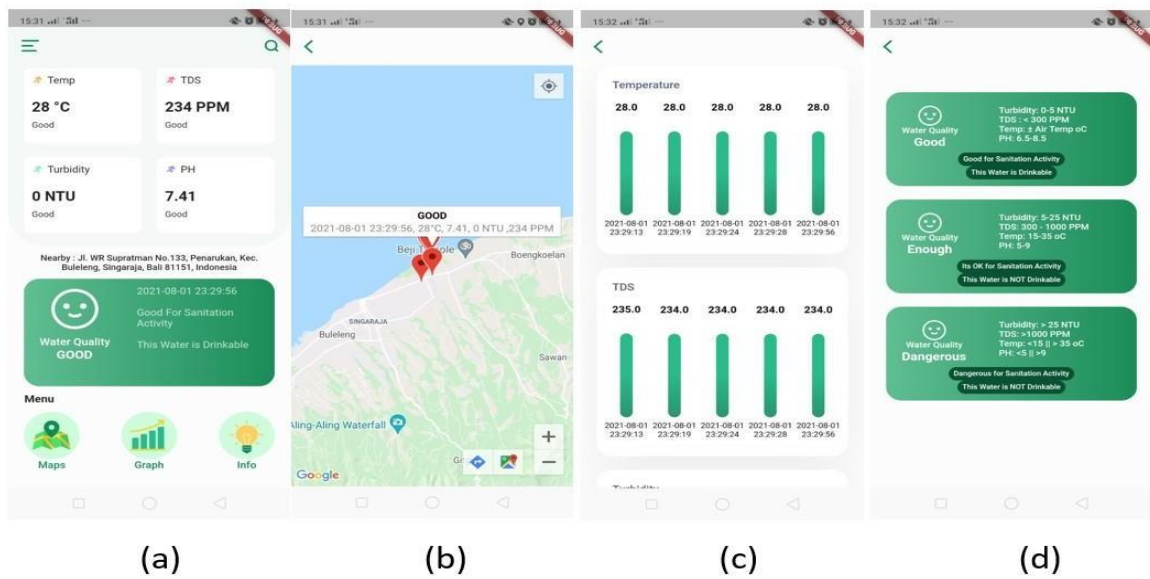 15:31
DEBUG
Temp
28 °C
Good
TDS
234 PPM
Good
Turbidity
0 NTU
Good
PH
7.41
Good
Nearby : Jl. WR Supratman No.133, Penarukan, Kec.
Buleleng, Singaraja, Bali 81151, Indonesia
2021-08-01 23:29:56
Good For Sanitation
Activity
This Water is Drinkable
Water Quality
GOOD
Menu
Maps
Graph
Info
(a)
15:31
GOOD
2021-08-01 23:29:56, 28°C, 7.41, 0 NTU ,234 PPM
Beji
Boengkoelan
SINGARAJA
Buleleng
Sawan
Aling-Aling Waterfall
Google
+
−
(b)
15:32
Temperature
28.0 28.0 28.0 28.0 28.0
2021-08-01 2021-08-01 2021-08-01 2021-08-01 2021-08-01
23:29:13 23:29:19 23:29:24 23:29:28 23:29:56
TDS
235.0 234.0 234.0 234.0 234.0
2021-08-01 2021-08-01 2021-08-01 2021-08-01 2021-08-01
23:29:13 23:29:19 23:29:24 23:29:28 23:29:56
Turbidity
(c)
15:32
Water Quality
Good
Turbidity: 0-5 NTU
TDS : < 300 PPM
Temp: ± Air Temp oC
PH: 6.5-8.5
Good for Sanitation Activity
This Water is Drinkable
Water Quality
Enough
Turbidity: 5-25 NTU
TDS: 300 - 1000 PPM
Temp: 15-35 oC
PH: 5-9
Its OK for Sanitation Activity
This Water is NOT Drinkable
Water Quality
Dangerous
Turbidity: > 25 NTU
TDS: >1000 PPM
Temp: <15 || > 35 oC
PH: <5 || >9
Dangerous for Sanitation Activity
This Water is NOT Drinkable
(d)